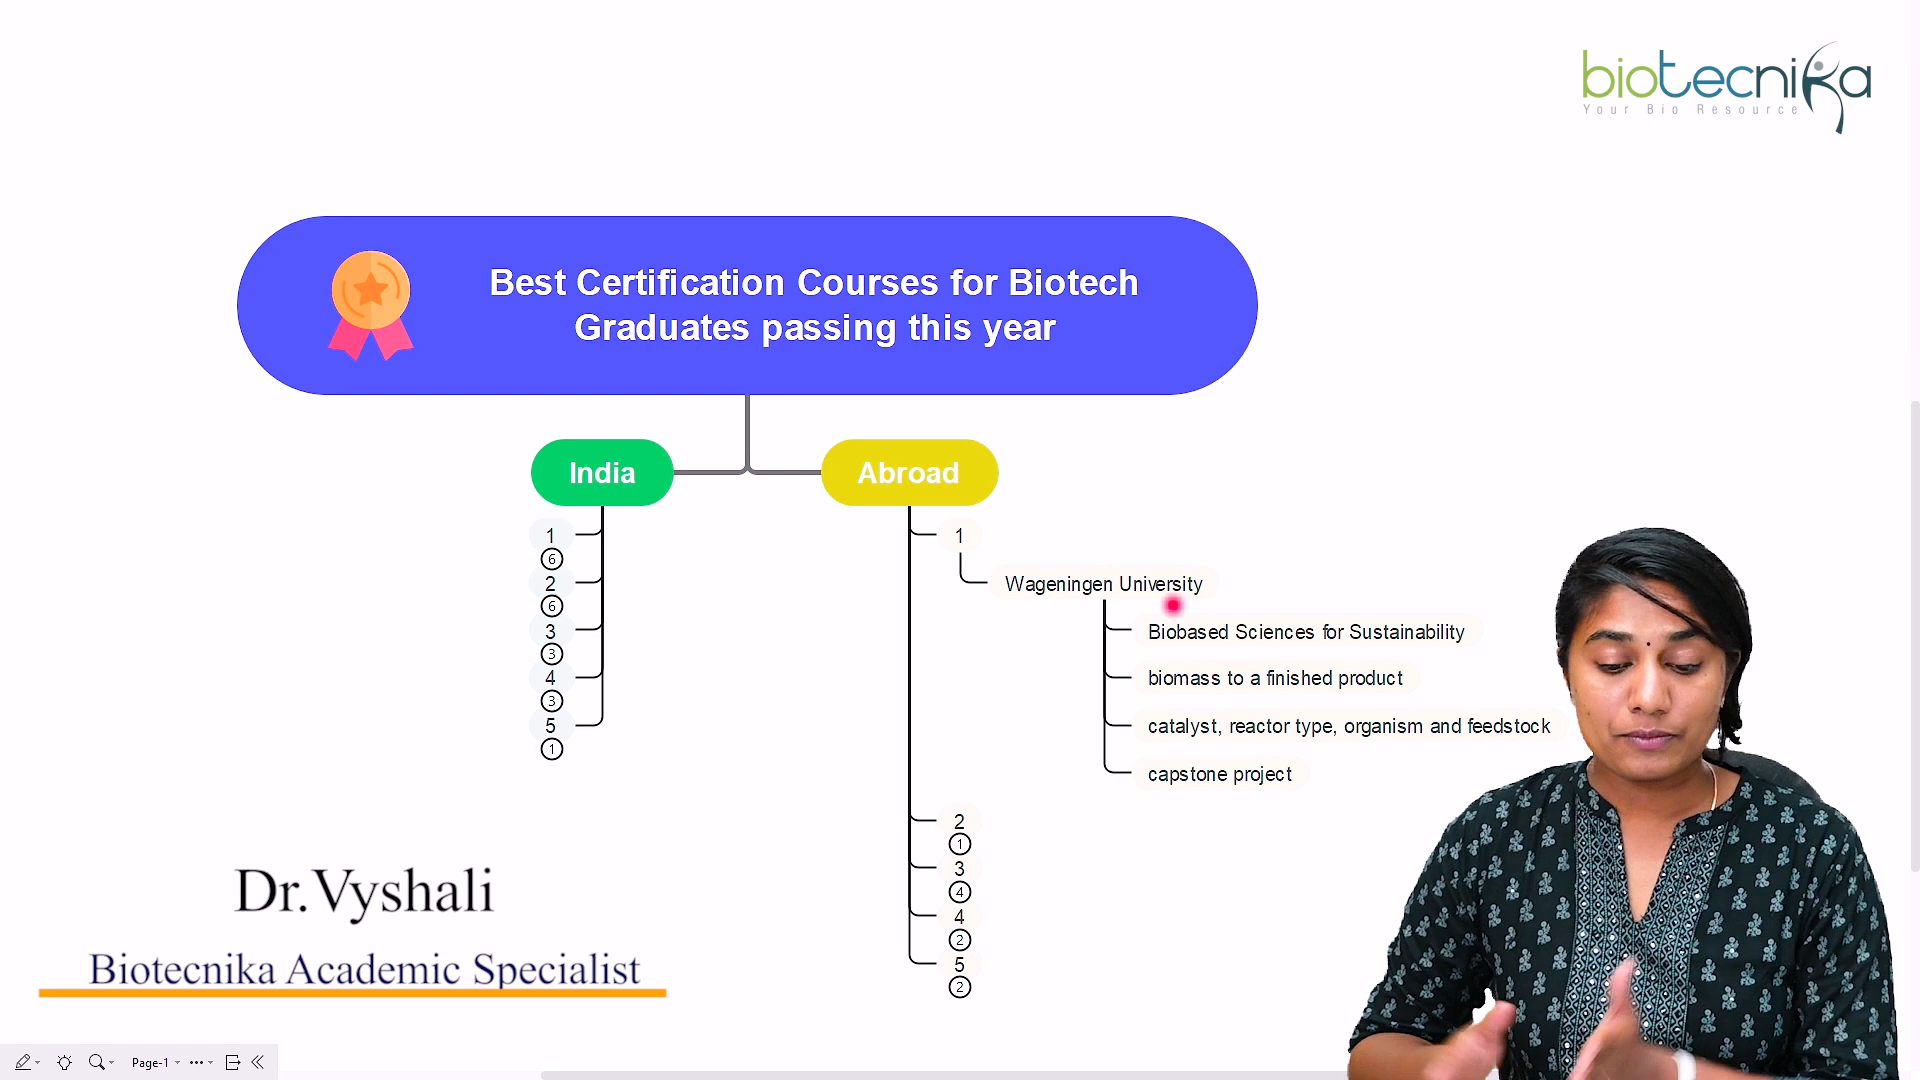 biotecnika
Your Bio Resource
Best Certification Courses for Biotech
Graduates passing this year
India
Abroad
1
6
2
6
3
3
4
3
5
1
1
Wageningen University
Biobased Sciences for Sustainability
biomass to a finished product
catalyst, reactor type, organism and feedstock
capstone project
2
1
3
4
4
2
5
2
Dr.Vyshali
Biotecnika Academic Specialist
Page-1